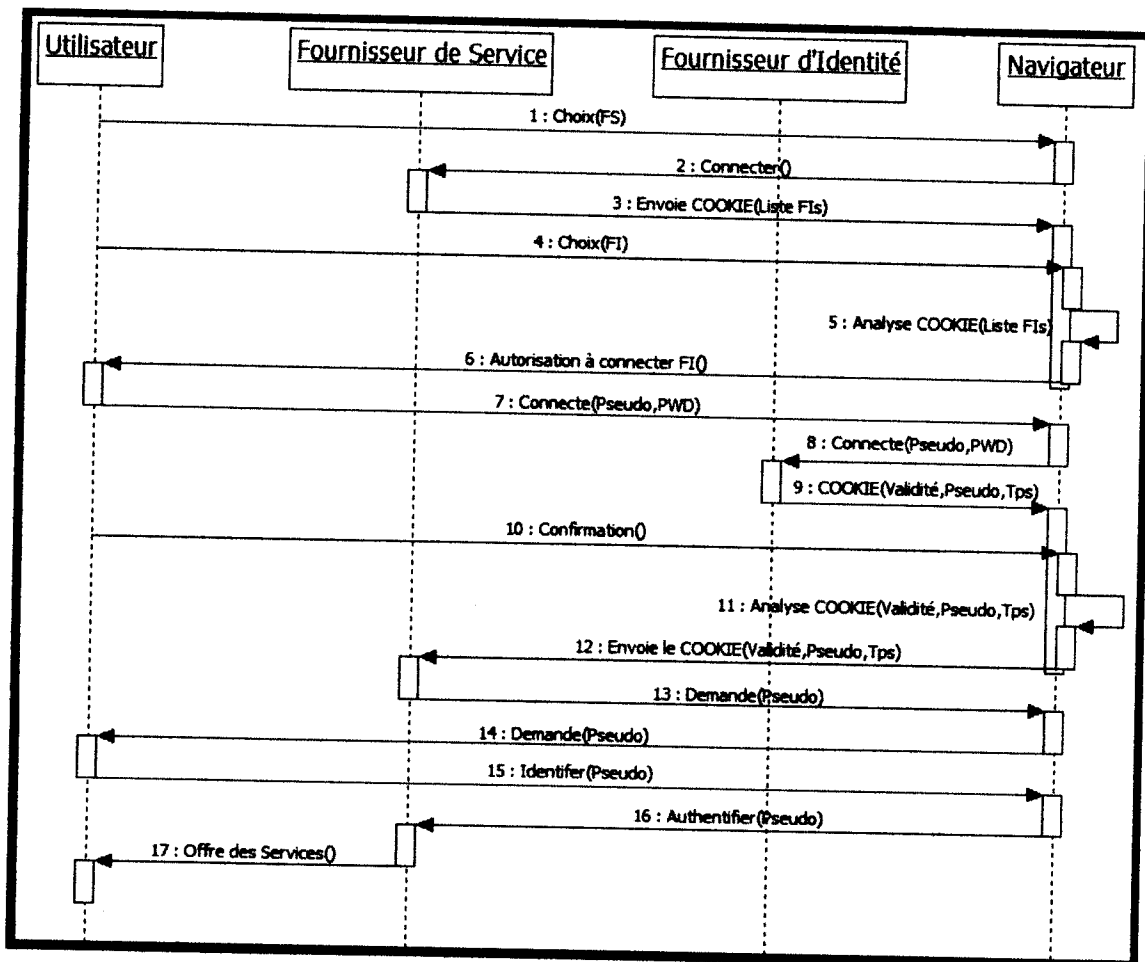 Utilisateur
Fournisseur de Service
Fournisseur d'Identité
Navigateur
1 : Choix(FS)
2 : Connecter()
3 : Envoie COOKIE(Liste FIs)
4 : Choix(FI)
5 : Analyse COOKIE(Liste FIs)
6 : Autorisation à connecter FI()
7 : Connecte(Pseudo,PWD)
8 : Connecte(Pseudo,PWD)
9 : COOKIE(Validité,Pseudo,Tps)
10 : Confirmation()
11 : Analyse COOKIE(Validité,Pseudo,Tps)
12 : Envoie le COOKIE(Validité,Pseudo,Tps)
13 : Demande(Pseudo)
14 : Demande(Pseudo)
15 : Identifer(Pseudo)
16 : Authentifier(Pseudo)
17 : Offre des Services()